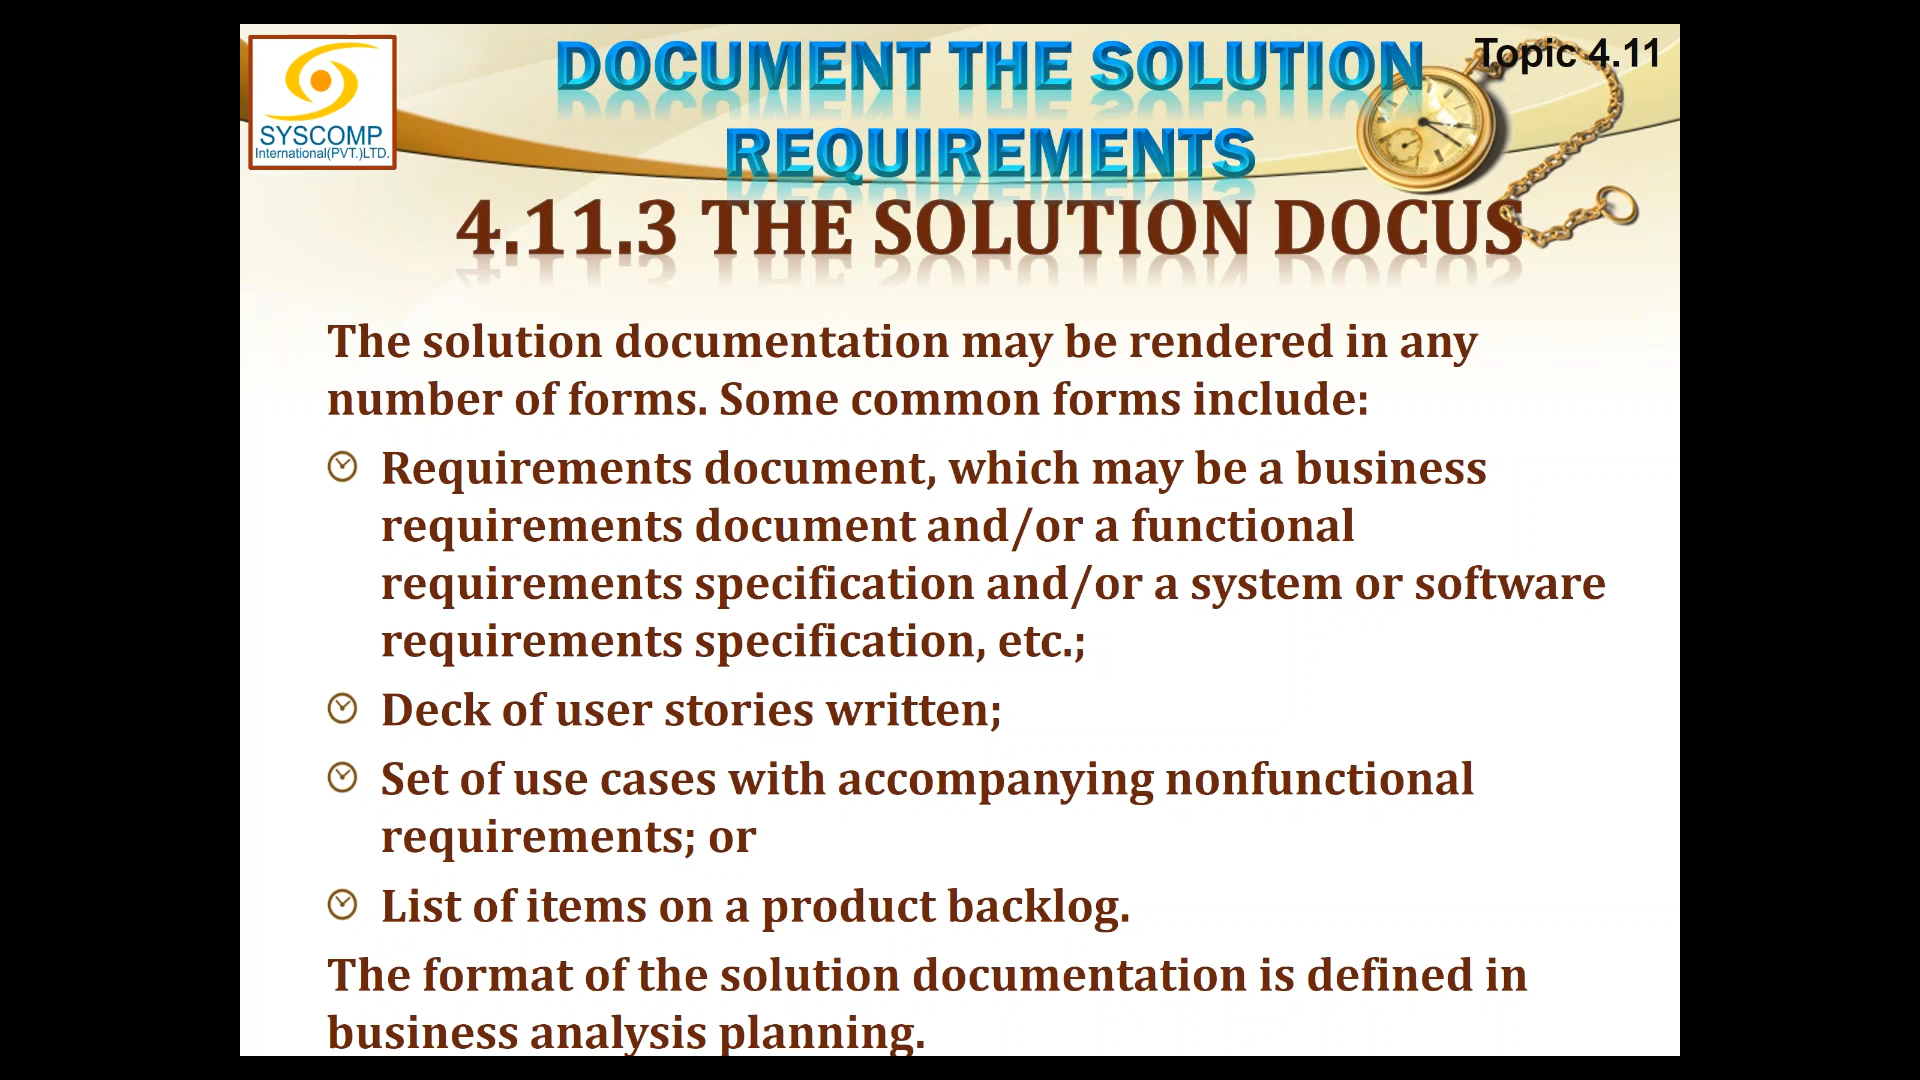 SYSCOMP
International(PVT.)LTD.
DOCUMENT THE SOLUTION
REQUIREMENTS
Topic 4.11
4.11.3 THE SOLUTION DOCUS
The solution documentation may be rendered in any
number of forms. Some common forms include:
Requirements document, which may be a business
requirements document and/or a functional
requirements specification and/or a system or software
requirements specification, etc.;
Deck of user stories written;
Set of use cases with accompanying nonfunctional
requirements; or
List of items on a product backlog.
The format of the solution documentation is defined in
business analysis planning.